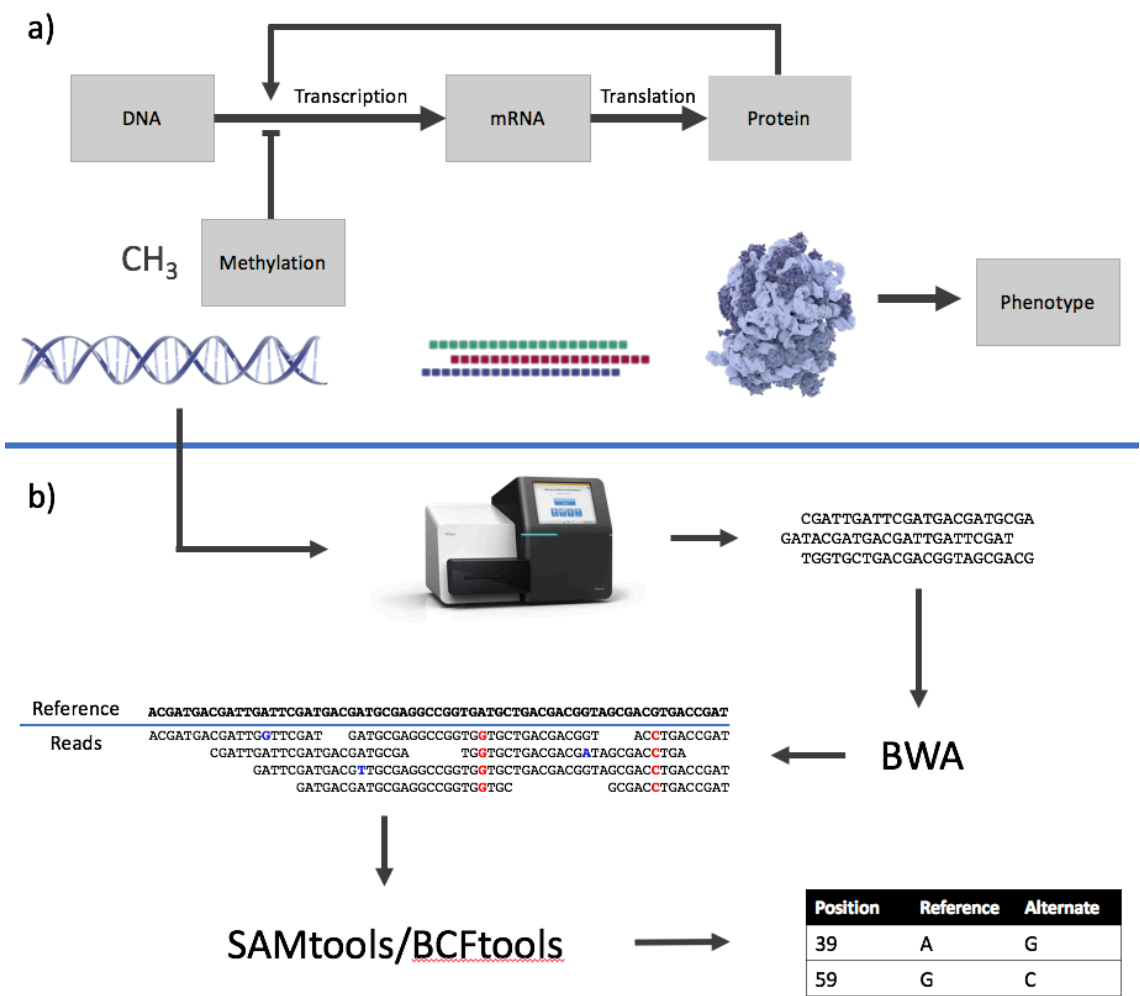 a)
Transcription
Translation
DNA
mRNA
Protein
CH3
Methylation
Phenotype
b)
CGATTGATTCGATGACGATGCGA
GATACGATGACGATTGATTCGAT
TGGTGCTGACGACGGTAGCGACG
Reference ACGATGACGATTGATTCGATGACGATGCGAGGCCGGTGATGCTGACGACGGTAGCGACGTGACCGAT
Reads ACGATGACGATTGGTTCGAT GATGCGAGGCCGGTGGTGCTGACGACGGT ACCTGACCGAT
CGATTGATTCGATGACGATGCGA TGGTGCTGACGACGATAGCGACCTGA
GATTCGATGACGTTGCGAGGCCGGTGGTGCTGACGACGGTAGCGACCTGACCGAT
GATGACGATGCGAGGCCGGTGGTGC GCGACCTGACCGAT
BWA
SAMtools/BCFtools
Position Reference Alternate
39 A G
59 G C